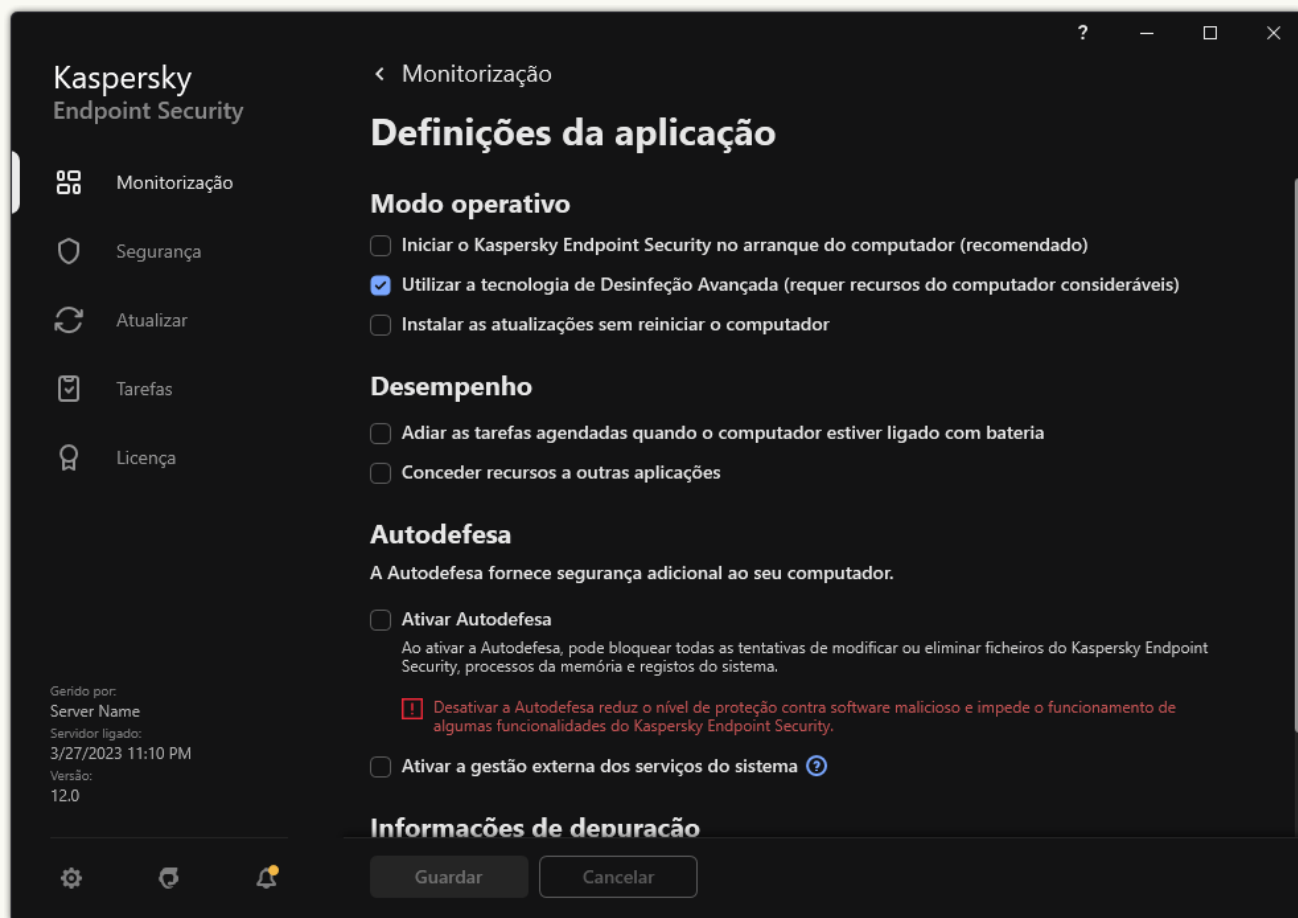 ?
Kaspersky
Endpoint Security
Monitorização
Segurança
Atualizar
Tarefas
Licença
Gerido por:
Server Name
Servidor ligado:
3/27/2023 11:10 PM
Versão:
12.0
Monitorização
Definições da aplicação
Modo operativo
Iniciar o Kaspersky Endpoint Security no arranque do computador (recomendado)
Utilizar a tecnologia de Desinfeção Avançada (requer recursos do computador consideráveis)
Instalar as atualizações sem reiniciar o computador
Desempenho
Adiar as tarefas agendadas quando o computador estiver ligado com bateria
Conceder recursos a outras aplicações
Autodefesa
A Autodefesa fornece segurança adicional ao seu computador.
Ativar Autodefesa
Ao ativar a Autodefesa, pode bloquear todas as tentativas de modificar ou eliminar ficheiros do Kaspersky Endpoint
Security, processos da memória e registos do sistema.
Desativar a Autodefesa reduz o nível de proteção contra software malicioso e impede o funcionamento de
algumas funcionalidades do Kaspersky Endpoint Security.
Ativar a gestão externa dos serviços do sistema ?
Informações de depuração
Guardar
Cancelar